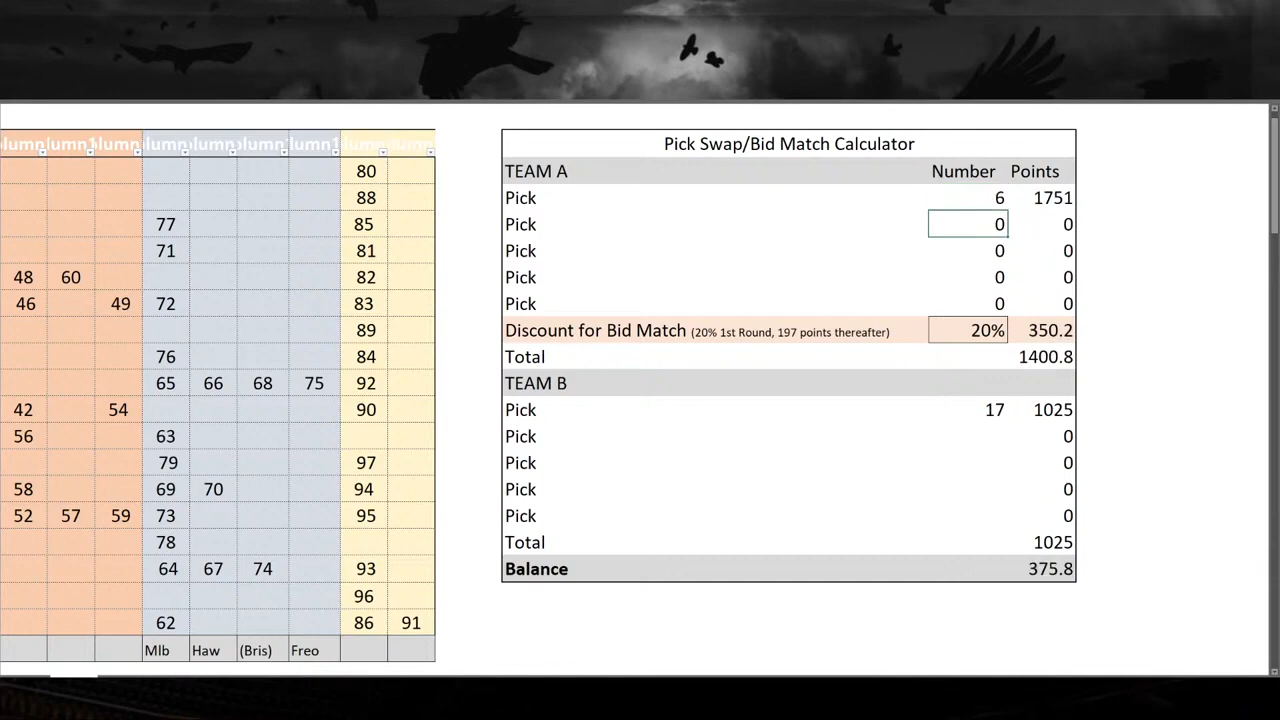 Pick Swap/Bid Match Calculator
80 TEAM A Number Points
88 Pick 6 1751
77 85 Pick 0 0
71 81 Pick 0 0
48 60 82 Pick 0 0
46 49 72 83 Pick 0 0
89 Discount for Bid Match (20% 1st Round, 197 points thereafter) 20% 350.2
76 84 Total 1400.8
65 66 68 75 92 TEAM B
42 54 90 Pick 17 1025
56 63 Pick 0
79 97 Pick 0
58 69 70 94 Pick 0
52 57 59 73 95 Pick 0
78 Total 1025
64 67 74 93 Balance 375.8
96
62 86 91
Mlb Haw (Bris) Freo